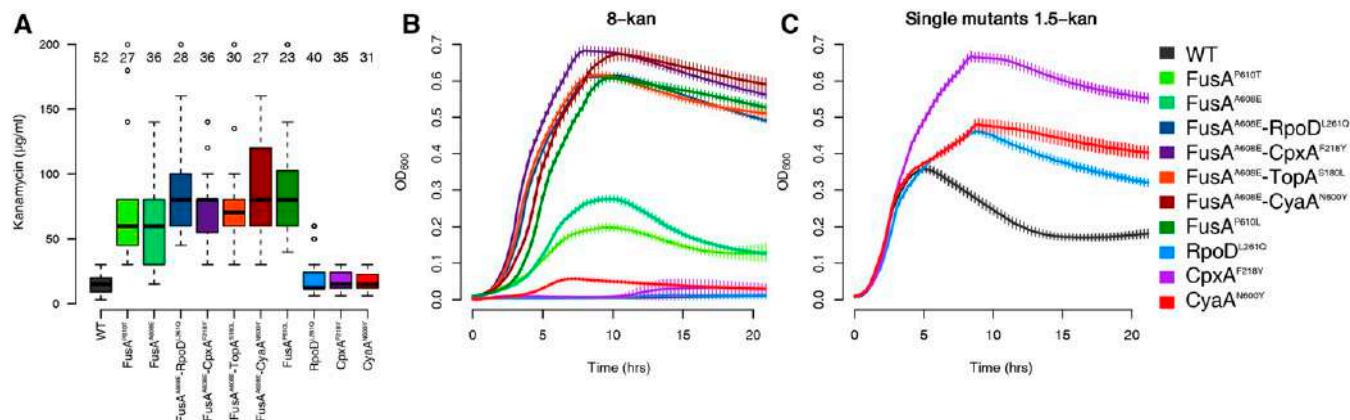 A
B
8−kan
C
Single mutants 1.5−kan
Kanamycin (µg/ml)
200
150
100
50
0
52 27 36 28 36 30 27 23 40 35 31
WT
FusA^P610T
FusA^A608E
FusA^A608E-RpoD^L261Q
FusA^A608E-CpxA^F218Y
FusA^A608E-TopA^S180L
FusA^A608E-CyaA^N600Y
FusA^P610L
RpoD^L261Q
CpxA^F218Y
CyaA^N600Y
OD600
0.7
0.6
0.5
0.4
0.3
0.2
0.1
0.0
0 5 10 15 20
Time (hrs)
OD600
0.7
0.6
0.5
0.4
0.3
0.2
0.1
0.0
0 5 10 15 20
Time (hrs)
WT
FusA^P610T
FusA^A608E
FusA^A608E-RpoD^L261Q
FusA^A608E-CpxA^F218Y
FusA^A608E-TopA^S180L
FusA^A608E-CyaA^N600Y
FusA^P610L
RpoD^L261Q
CpxA^F218Y
CyaA^N600Y